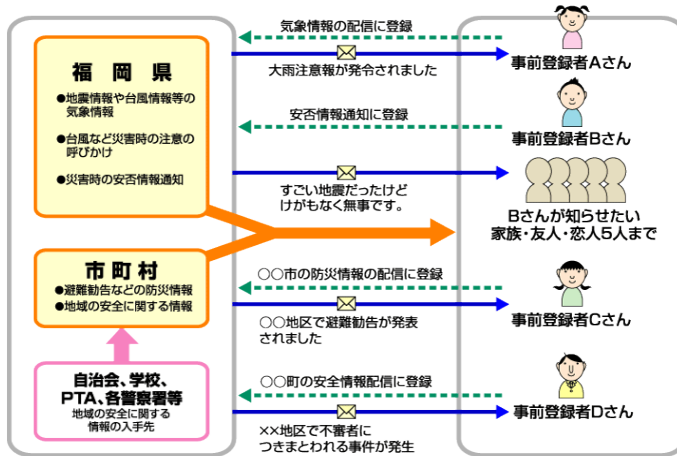 福岡県
●地震情報や台風情報等の
気象情報
●台風など災害時の注意の
呼びかけ
●災害時の安否情報通知
市町村
●避難勧告などの防災情報
●地域の安全に関する情報
自治会、学校、
PTA、各警察署等
地域の安全に関する
情報の入手先
気象情報の配信に登録
大雨注意報が発令されました
安否情報通知に登録
すごい地震だったけど
けがもなく無事です。
○○市の防災情報の配信に登録
○○地区で避難勧告が発表
されました
○○町の安全情報配信に登録
××地区で不審者に
つきまとわれる事件が発生
事前登録者Aさん
事前登録者Bさん
Bさんが知らせたい
家族・友人・恋人5人まで
事前登録者Cさん
事前登録者Dさん